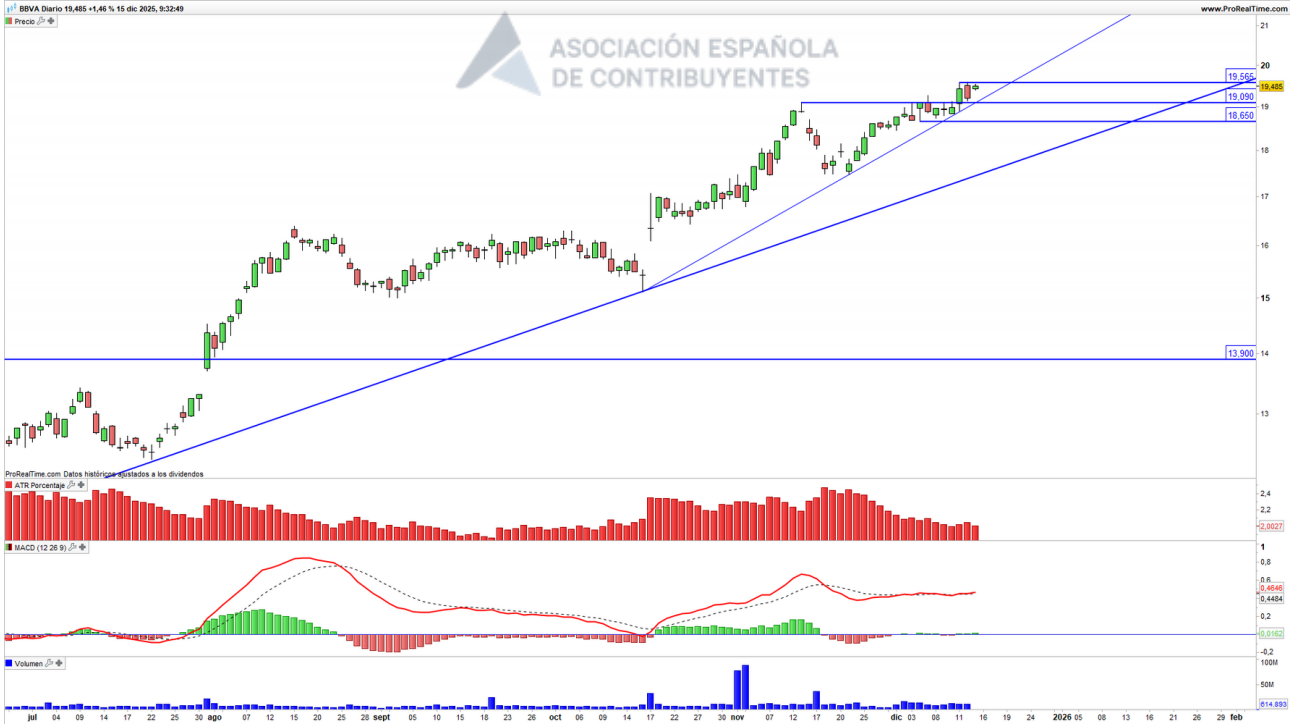 BBVA Diario 19,485 +1,46 % 15 dic 2025, 9:32:49
www.ProRealTime.com
Precio
ASOCIACIÓN ESPAÑOLA
DE CONTRIBUYENTES
21
20
19,565
19,485
19,090
19
18,650
18
17
16
15
14
13,900
13
ProRealTime.com Datos históricos ajustados a los dividendos
ATR Porcentaje
2,4
2,2
2,0027
MACD (12 26 9)
1
0,8
0,6
0,4646
0,4484
0,2
0,0162
-0,2
Volumen
100M
50M
614.893
jul 04 09 14 17 22 25 30 ago 07 12 15 20 25 28 sept 05 10 15 18 23 26 oct 06 09 14 17 22 27 30 nov 07 12 17 20 25 28 dic 03 08 11 16 19 24 2026 05 08 13 16 21 26 29 feb